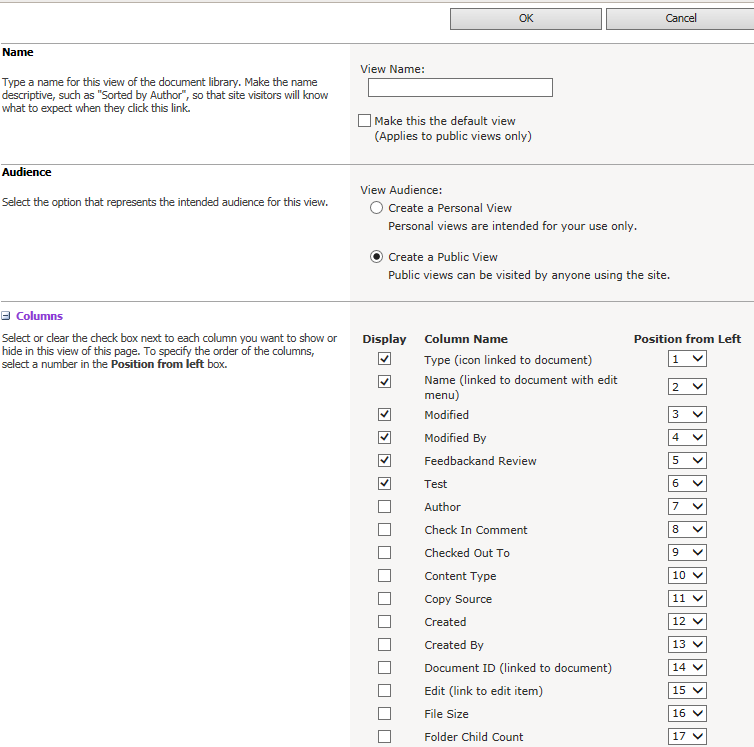 OK Cancel
Name
Type a name for this view of the document library. Make the name
descriptive, such as "Sorted by Author", so that site visitors will know
what to expect when they click this link.
View Name:
Make this the default view
(Applies to public views only)
Audience
Select the option that represents the intended audience for this view.
View Audience:
Create a Personal View
Personal views are intended for your use only.
Create a Public View
Public views can be visited by anyone using the site.
Columns
Select or clear the check box next to each column you want to show or
hide in this view of this page. To specify the order of the columns,
select a number in the Position from left box.
Display Column Name Position from Left
Type (icon linked to document) 1
Name (linked to document with edit
menu) 2
Modified 3
Modified By 4
Feedbackand Review 5
Test 6
Author 7
Check In Comment 8
Checked Out To 9
Content Type 10
Copy Source 11
Created 12
Created By 13
Document ID (linked to document) 14
Edit (link to edit item) 15
File Size 16
Folder Child Count 17